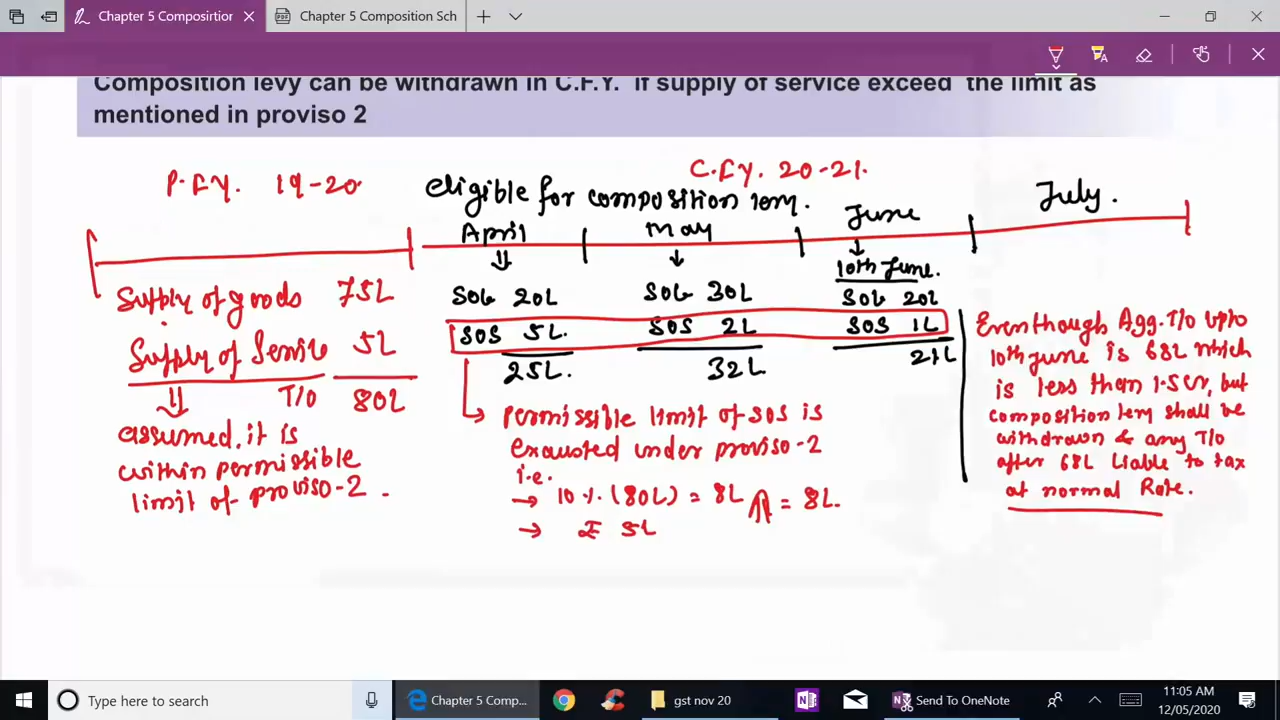 Chapter 5 Composirtior
Chapter 5 Composition Sch
Composition levy can be withdrawn in C.F.Y. if supply of service exceed the limit as
mentioned in proviso 2
P.F.Y. 19-20
C.F.Y. 20-21.
eligible for composition levy.
April
May
June
July.
10th June.
Supply of goods 75L
Supply of Service 5L
T/O 80L
assumed. it is
within permissible
limit of proviso-2.
SOG 20L
SOS 5L.
25L.
SOG 30L
SOS 2L
32L
SOG 20L
SOS 1L
21L
Permissible limit of SOS is
exausted under proviso-2
i.e.
→ 10%.(80L) = 8L ⇑ = 8L.
→ ₹ 5L
Even though Agg. T/O upto
10th June is 68L which
is less than 1.5cr, but
composition levy shall be
withdrawn & any T/O
after 68L Liable to tax
at normal Rate.
Type here to search
Chapter 5 Comp...
gst nov 20
Send To OneNote
11:05 AM
12/05/2020